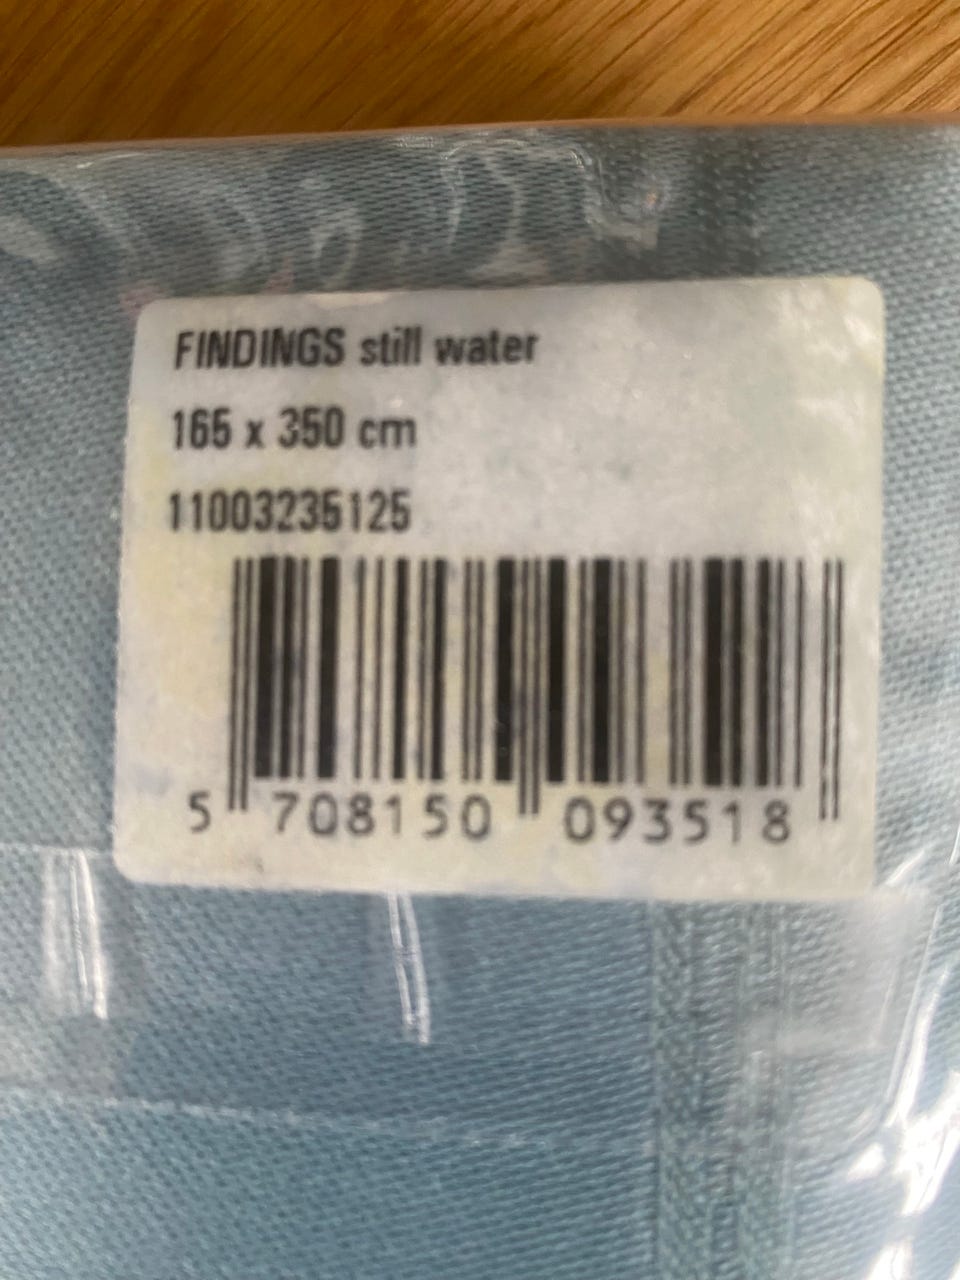 FINDINGS still water
165 x 350 cm
11003235125
5 708150 093518